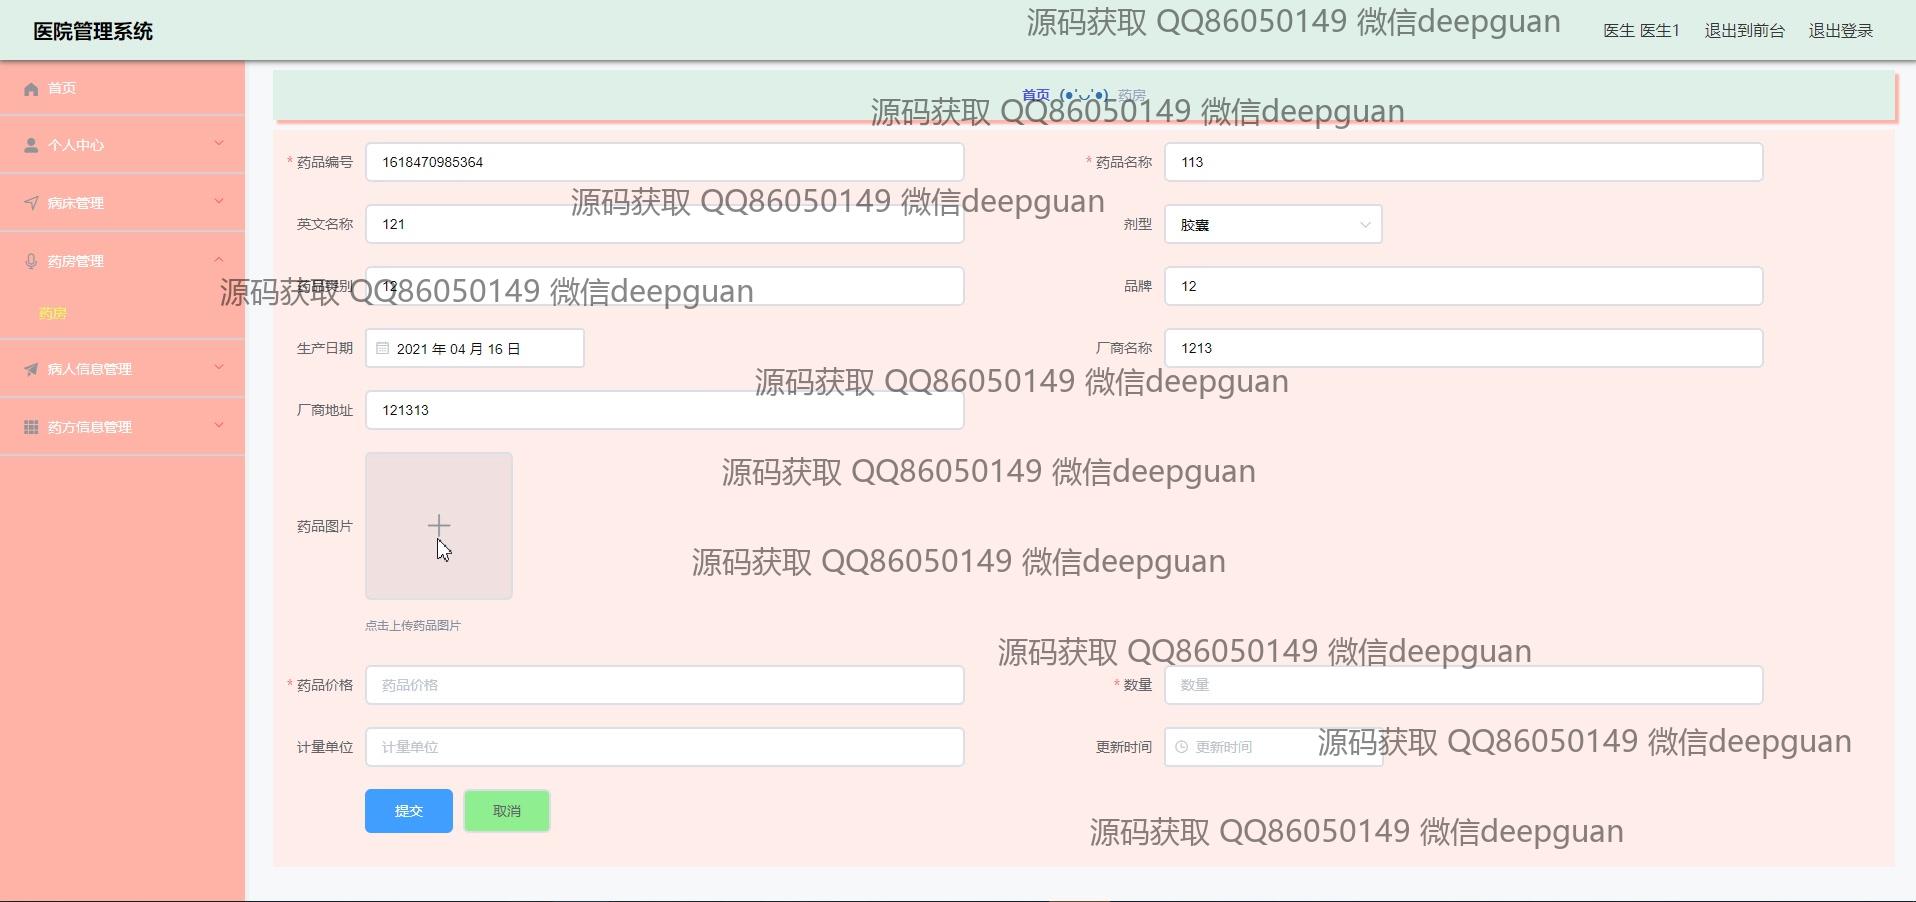 医院管理系统
源码获取 QQ86050149 微信deepguan
医生 医生1 退出到前台 退出登录
首页
首页 (●'◡'●) 药房
源码获取 QQ86050149 微信deepguan
个人中心
* 药品编号 1618470985364 * 药品名称 113
病床管理
源码获取 QQ86050149 微信deepguan
英文名称 121 剂型 胶囊
药房管理
源码获取 QQ86050149 微信deepguan
药品类别 12 品牌 12
药房
生产日期 2021 年 04 月 16 日 厂商名称 1213
病人信息管理
源码获取 QQ86050149 微信deepguan
厂商地址 121313
药方信息管理
源码获取 QQ86050149 微信deepguan
药品图片
源码获取 QQ86050149 微信deepguan
点击上传药品图片
源码获取 QQ86050149 微信deepguan
* 药品价格 药品价格 * 数量 数量
计量单位 计量单位 更新时间 更新时间
源码获取 QQ86050149 微信deepguan
提交 取消
源码获取 QQ86050149 微信deepguan